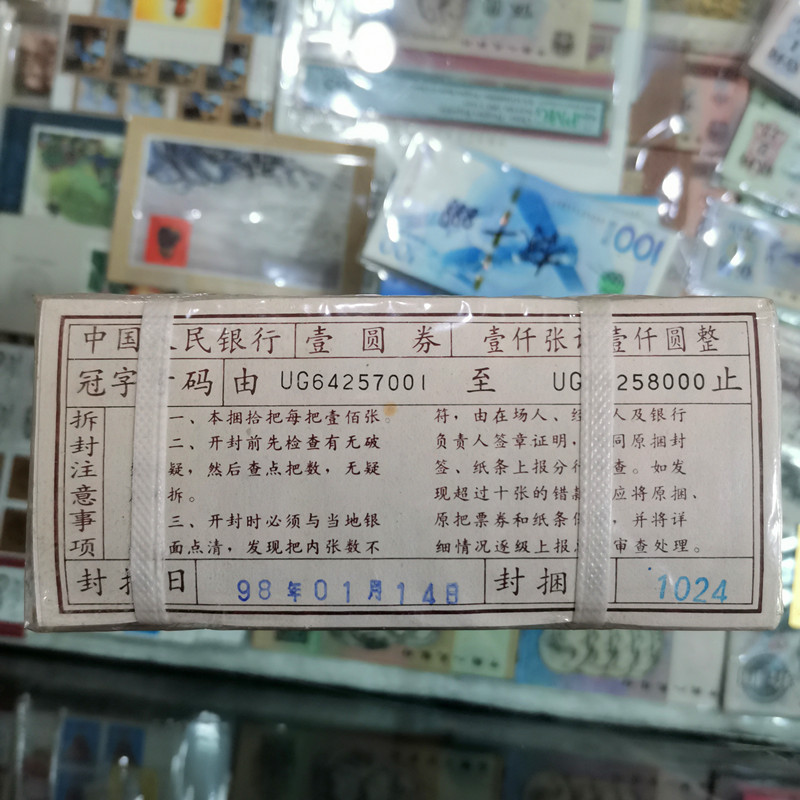 中国 人民银行 壹圆券 壹仟张 壹仟圆整
冠字 码 由 UG64257001 至 UG 258000 止
拆封注意事项
一、本捆拾把每把壹佰张。
二、开封前先检查有无破
疑，然后查点把数，无疑
拆。
三、开封时必须与当地银
面点清，发现把内张数不
符，由在场人、经 人及银行
负责人签章证明， 同原捆封
签、纸条上报分行 查。如发
现超过十张的错 应将原捆、
原把票券和纸条 ，并将详
细情况逐级上报 审查处理。
封 日 98年01月14日 封捆 1024
100
888
PMG